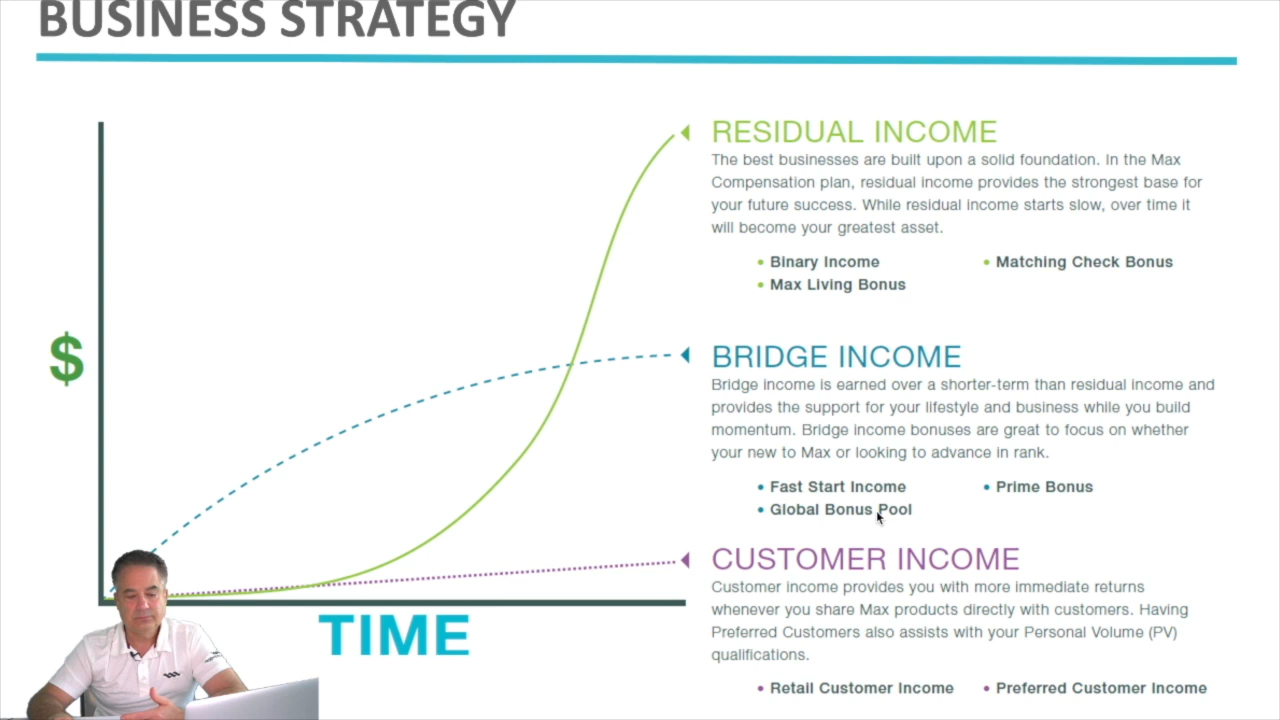 BUSINESS STRATEGY
RESIDUAL INCOME
The best businesses are built upon a solid foundation. In the Max
Compensation plan, residual income provides the strongest base for
your future success. While residual income starts slow, over time it
will become your greatest asset.
• Binary Income
• Matching Check Bonus
• Max Living Bonus
$
BRIDGE INCOME
Bridge income is earned over a shorter-term than residual income and
provides the support for your lifestyle and business while you build
momentum. Bridge income bonuses are great to focus on whether
your new to Max or looking to advance in rank.
• Fast Start Income
• Prime Bonus
• Global Bonus Pool
CUSTOMER INCOME
Customer income provides you with more immediate returns
whenever you share Max products directly with customers. Having
Preferred Customers also assists with your Personal Volume (PV)
qualifications.
• Retail Customer Income
• Preferred Customer Income
TIME